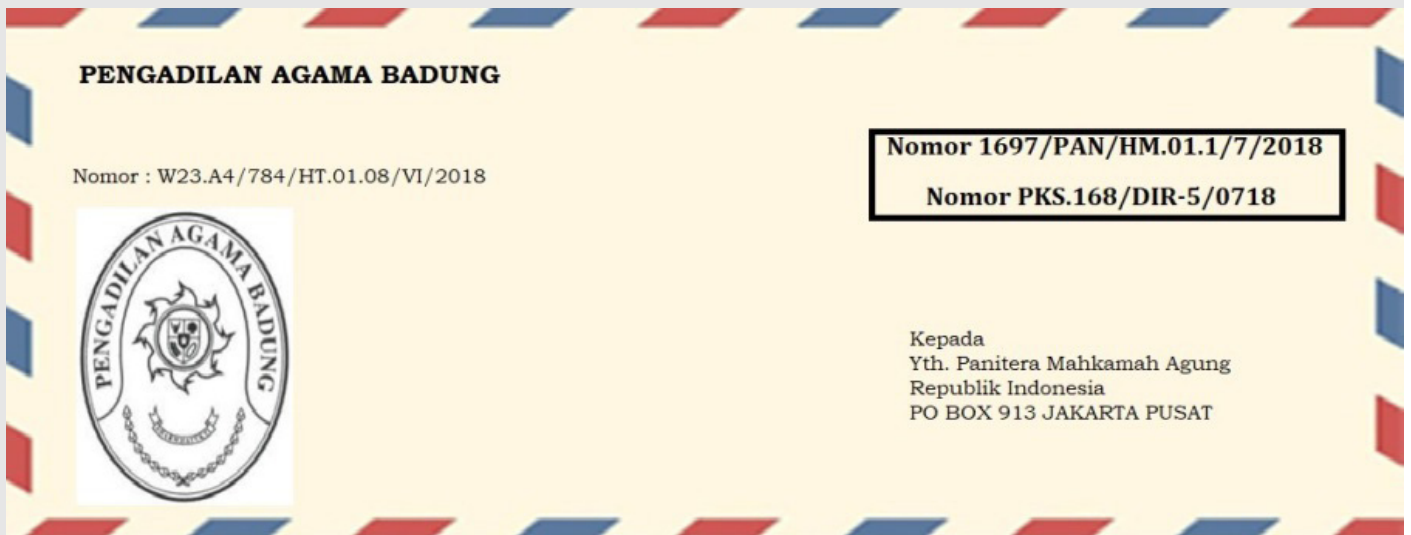 PENGADILAN AGAMA BADUNG
Nomor 1697/PAN/HM.01.1/7/2018
Nomor : W23.A4/784/HT.01.08/VI/2018
Nomor PKS.168/DIR-5/0718
PENGADILAN AGAMA BADUNG
Kepada
Yth. Panitera Mahkamah Agung
Republik Indonesia
PO BOX 913 JAKARTA PUSAT